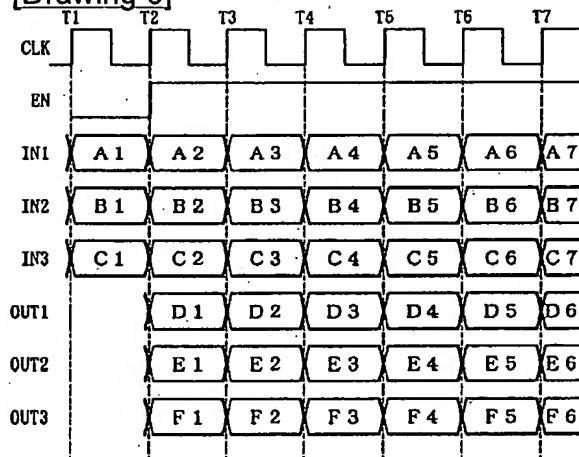 [Drawing 6]
T1 T2 T3 T4 T5 T6 T7
CLK
EN
IN1 A1 A2 A3 A4 A5 A6 A7
IN2 B1 B2 B3 B4 B5 B6 B7
IN3 C1 C2 C3 C4 C5 C6 C7
OUT1 D1 D2 D3 D4 D5 D6
OUT2 E1 E2 E3 E4 E5 E6
OUT3 F1 F2 F3 F4 F5 F6